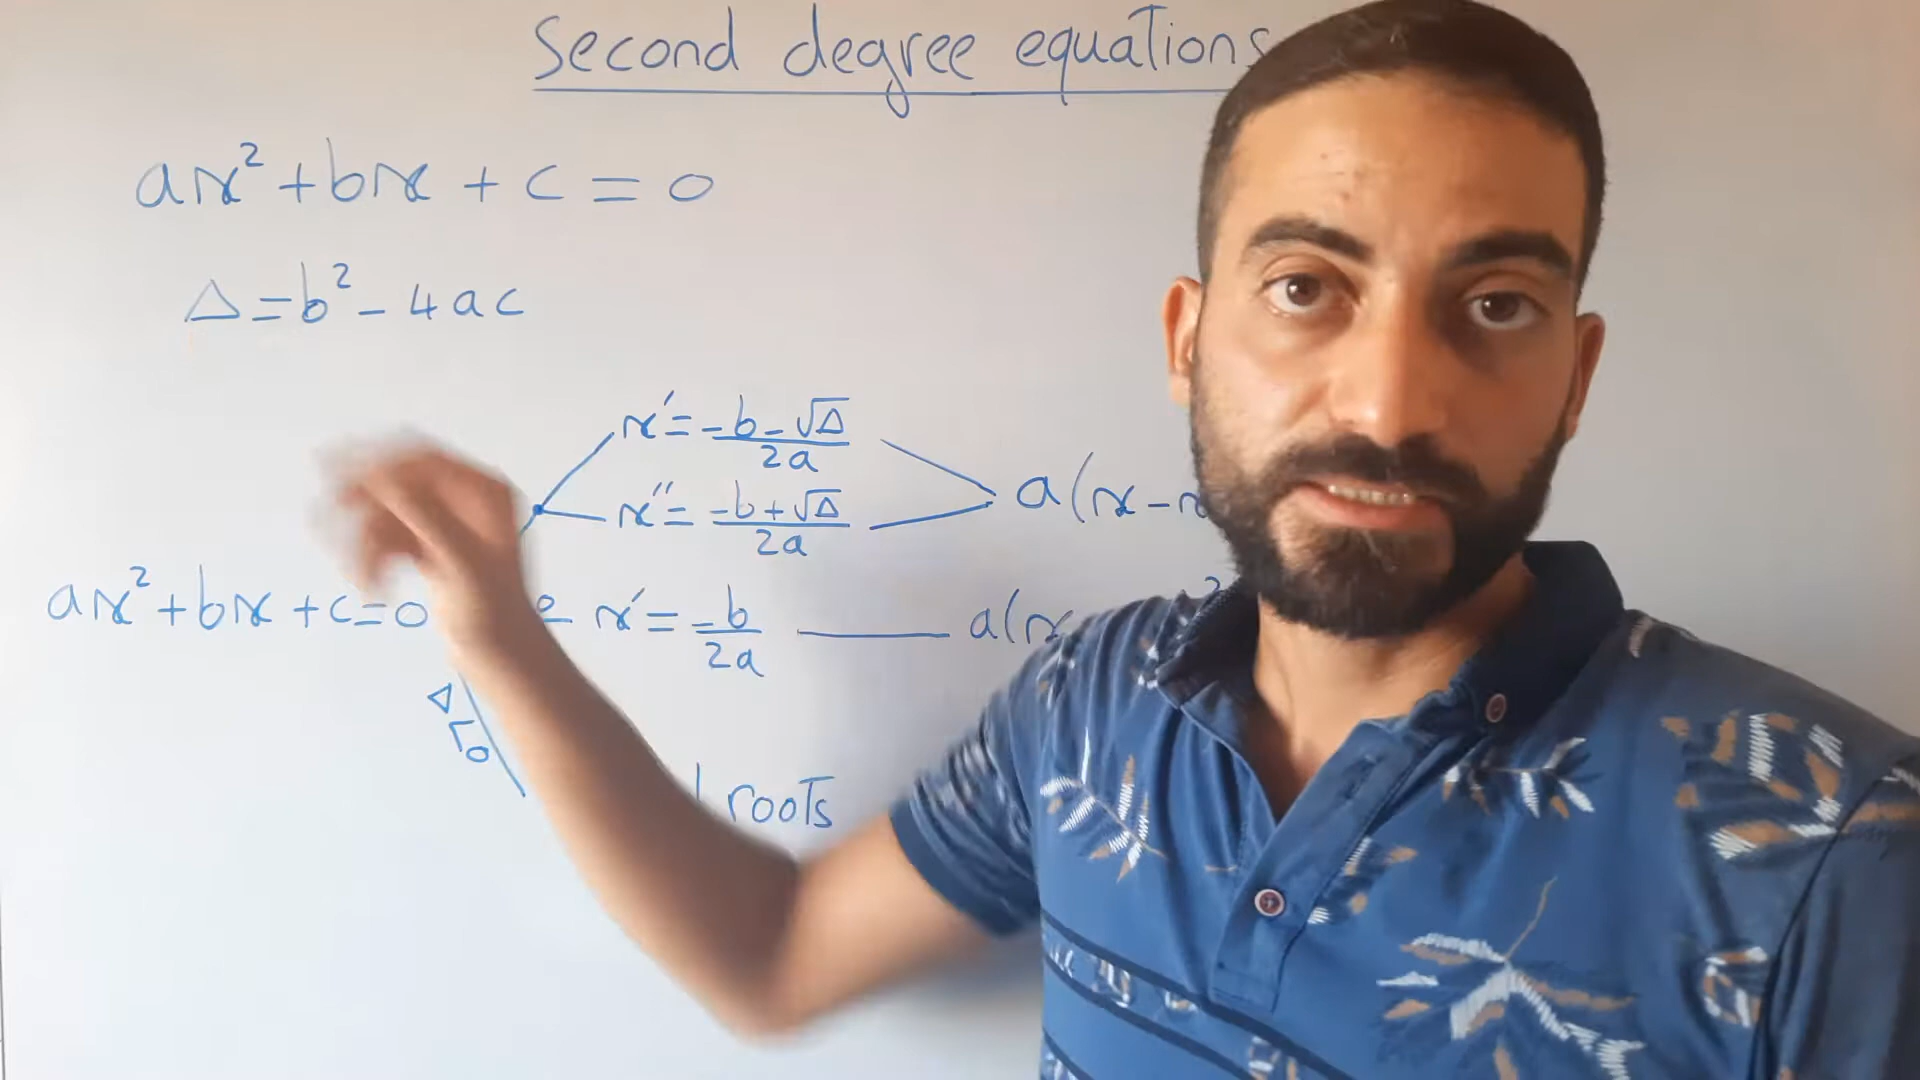 Second degree equations
ax² + bx + c = 0
Δ = b² - 4ac
x' = -b - √Δ / 2a
x'' = -b + √Δ / 2a
a(x -
ax² + bx + c = 0
x' = -b / 2a
a(x
Δ < 0
roots